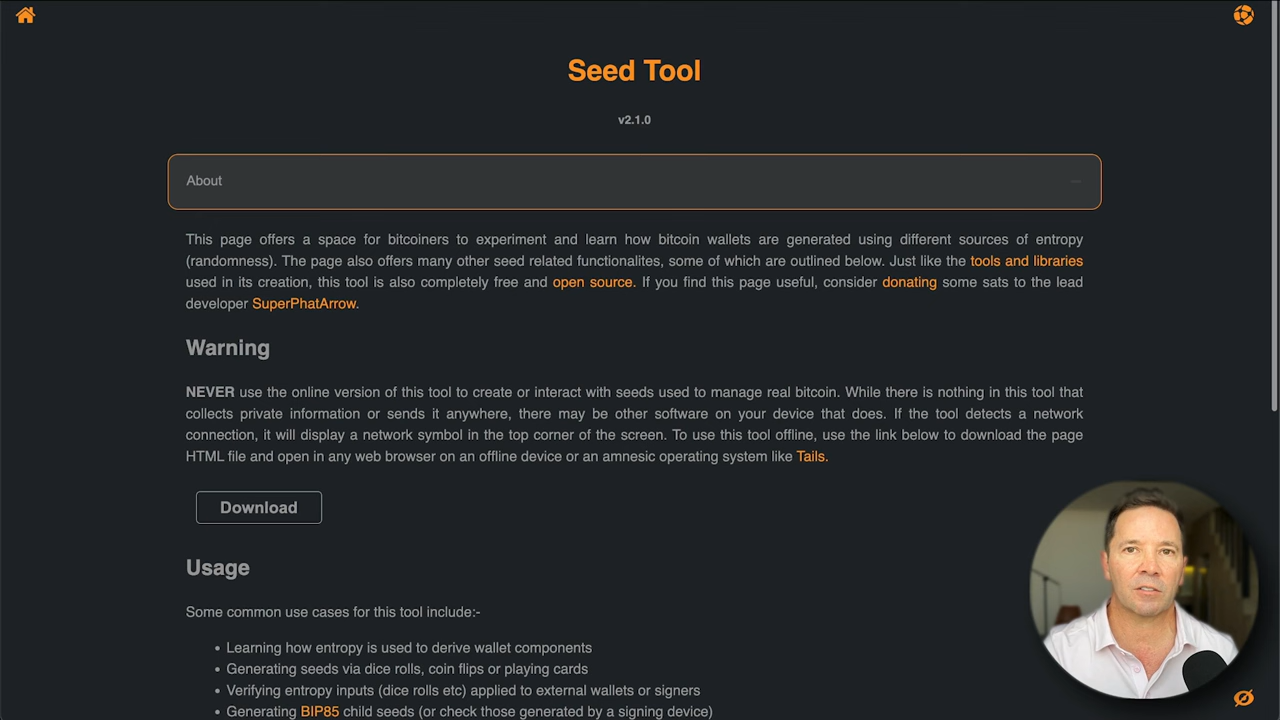 Seed Tool
v2.1.0
About
This page offers a space for bitcoiners to experiment and learn how bitcoin wallets are generated using different sources of entropy
(randomness). The page also offers many other seed related functionalites, some of which are outlined below. Just like the tools and libraries
used in its creation, this tool is also completely free and open source. If you find this page useful, consider donating some sats to the lead
developer SuperPhatArrow.
Warning
NEVER use the online version of this tool to create or interact with seeds used to manage real bitcoin. While there is nothing in this tool that
collects private information or sends it anywhere, there may be other software on your device that does. If the tool detects a network
connection, it will display a network symbol in the top corner of the screen. To use this tool offline, use the link below to download the page
HTML file and open in any web browser on an offline device or an amnesic operating system like Tails.
Download
Usage
Some common use cases for this tool include:-
• Learning how entropy is used to derive wallet components
• Generating seeds via dice rolls, coin flips or playing cards
• Verifying entropy inputs (dice rolls etc) applied to external wallets or signers
• Generating BIP85 child seeds (or check those generated by a signing device)